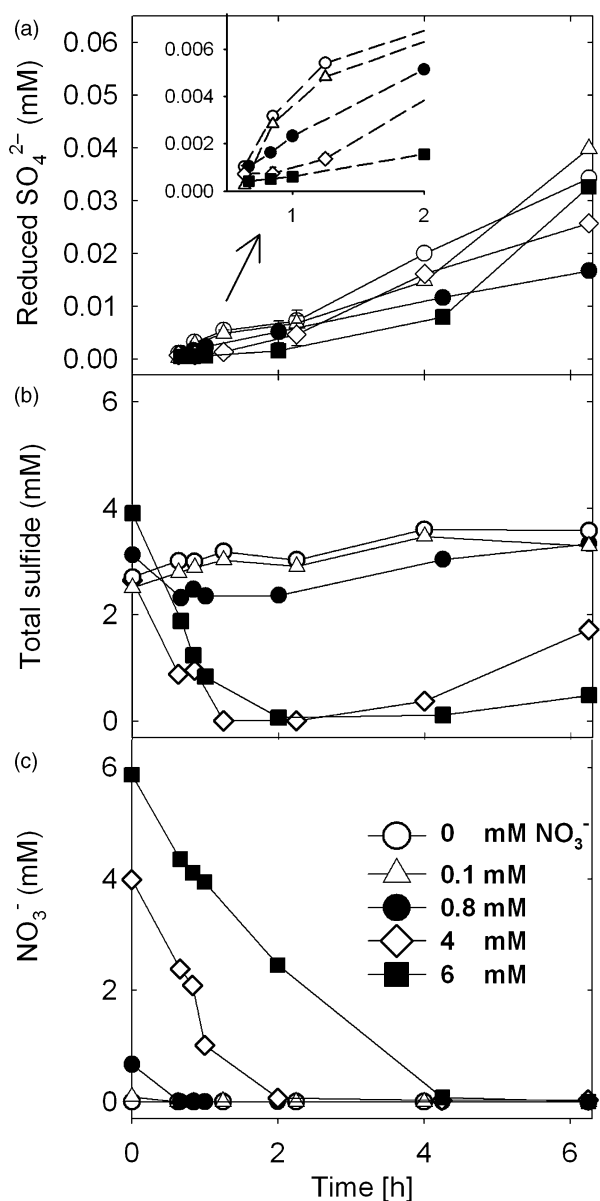 (a)
Reduced SO₄²⁻ (mM)
0.06
0.05
0.04
0.03
0.02
0.01
0.00
0.006
0.004
0.002
0.000
1
2
(b)
Total sulfide (mM)
6
4
2
0
(c)
NO₃⁻ (mM)
6
4
2
0
0 mM NO₃⁻
0.1 mM
0.8 mM
4 mM
6 mM
0 2 4 6
Time [h]